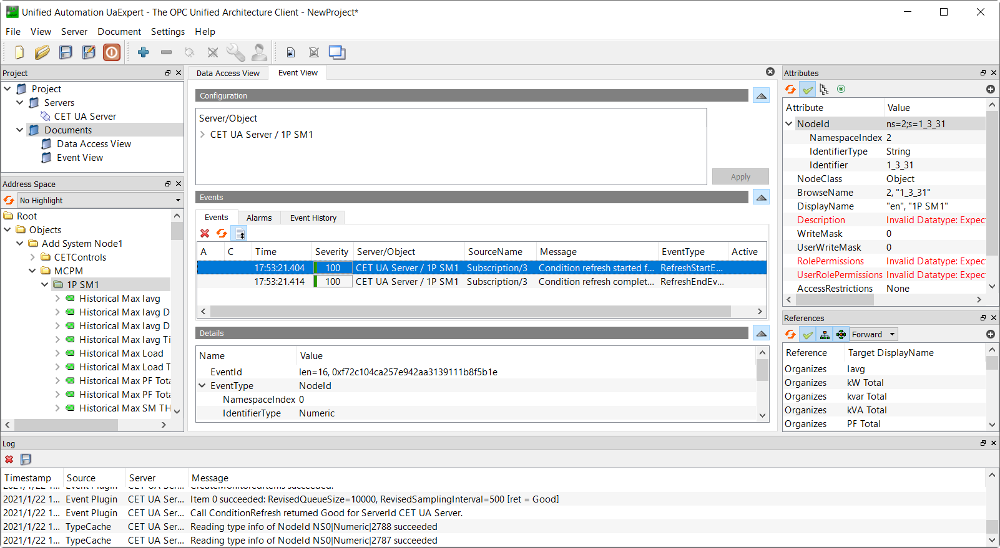 Unified Automation UaExpert - The OPC Unified Architecture Client - NewProject*
File View Server Document Settings Help
Project
Project
Servers
CET UA Server
Documents
Data Access View
Event View
Address Space
No Highlight
Root
Objects
Add System Node1
CETControls
MCPM
1P SM1
Historical Max Iavg
Historical Max Iavg D
Historical Max Iavg D
Historical Max Iavg Ti
Historical Max Load
Historical Max Load T
Historical Max PF Tota
Historical Max PF Tota
Historical Max SM TH
Data Access View Event View
Configuration
Server/Object
CET UA Server / 1P SM1
Apply
Events
Events Alarms Event History
A C Time Severity Server/Object SourceName Message EventType Active
17:53:21.404 100 CET UA Server / 1P SM1 Subscription/3 Condition refresh started f... RefreshStartE...
17:53:21.414 100 CET UA Server / 1P SM1 Subscription/3 Condition refresh complet... RefreshEndEv...
Details
Name Value
EventId len=16, 0xf72c104ca257e942aa3139111b8f5b1e
EventType NodeId
NamespaceIndex 0
IdentifierType Numeric
Attributes
Attribute Value
NodeId ns=2;s=1_3_31
NamespaceIndex 2
IdentifierType String
Identifier 1_3_31
NodeClass Object
BrowseName 2, "1_3_31"
DisplayName "en", "1P SM1"
Description Invalid Datatype: Expec
WriteMask 0
UserWriteMask 0
RolePermissions Invalid Datatype: Expec
UserRolePermissions Invalid Datatype: Expec
AccessRestrictions None
References
Forward
Reference Target DisplayName
Organizes Iavg
Organizes kW Total
Organizes kvar Total
Organizes kVA Total
Organizes PF Total
Log
Timestamp Source Server Message
2021/1/22 1... Event Plugin CET UA Ser... CreateMonitoredItems succeeded.
2021/1/22 1... Event Plugin CET UA Ser... Item 0 succeeded: RevisedQueueSize=10000, RevisedSamplingInterval=500 [ret = Good]
2021/1/22 1... Event Plugin CET UA Ser... Call ConditionRefresh returned Good for ServerId CET UA Server.
2021/1/22 1... TypeCache CET UA Ser... Reading type info of NodeId NS0|Numeric|2788 succeeded
2021/1/22 1... TypeCache CET UA Ser... Reading type info of NodeId NS0|Numeric|2787 succeeded